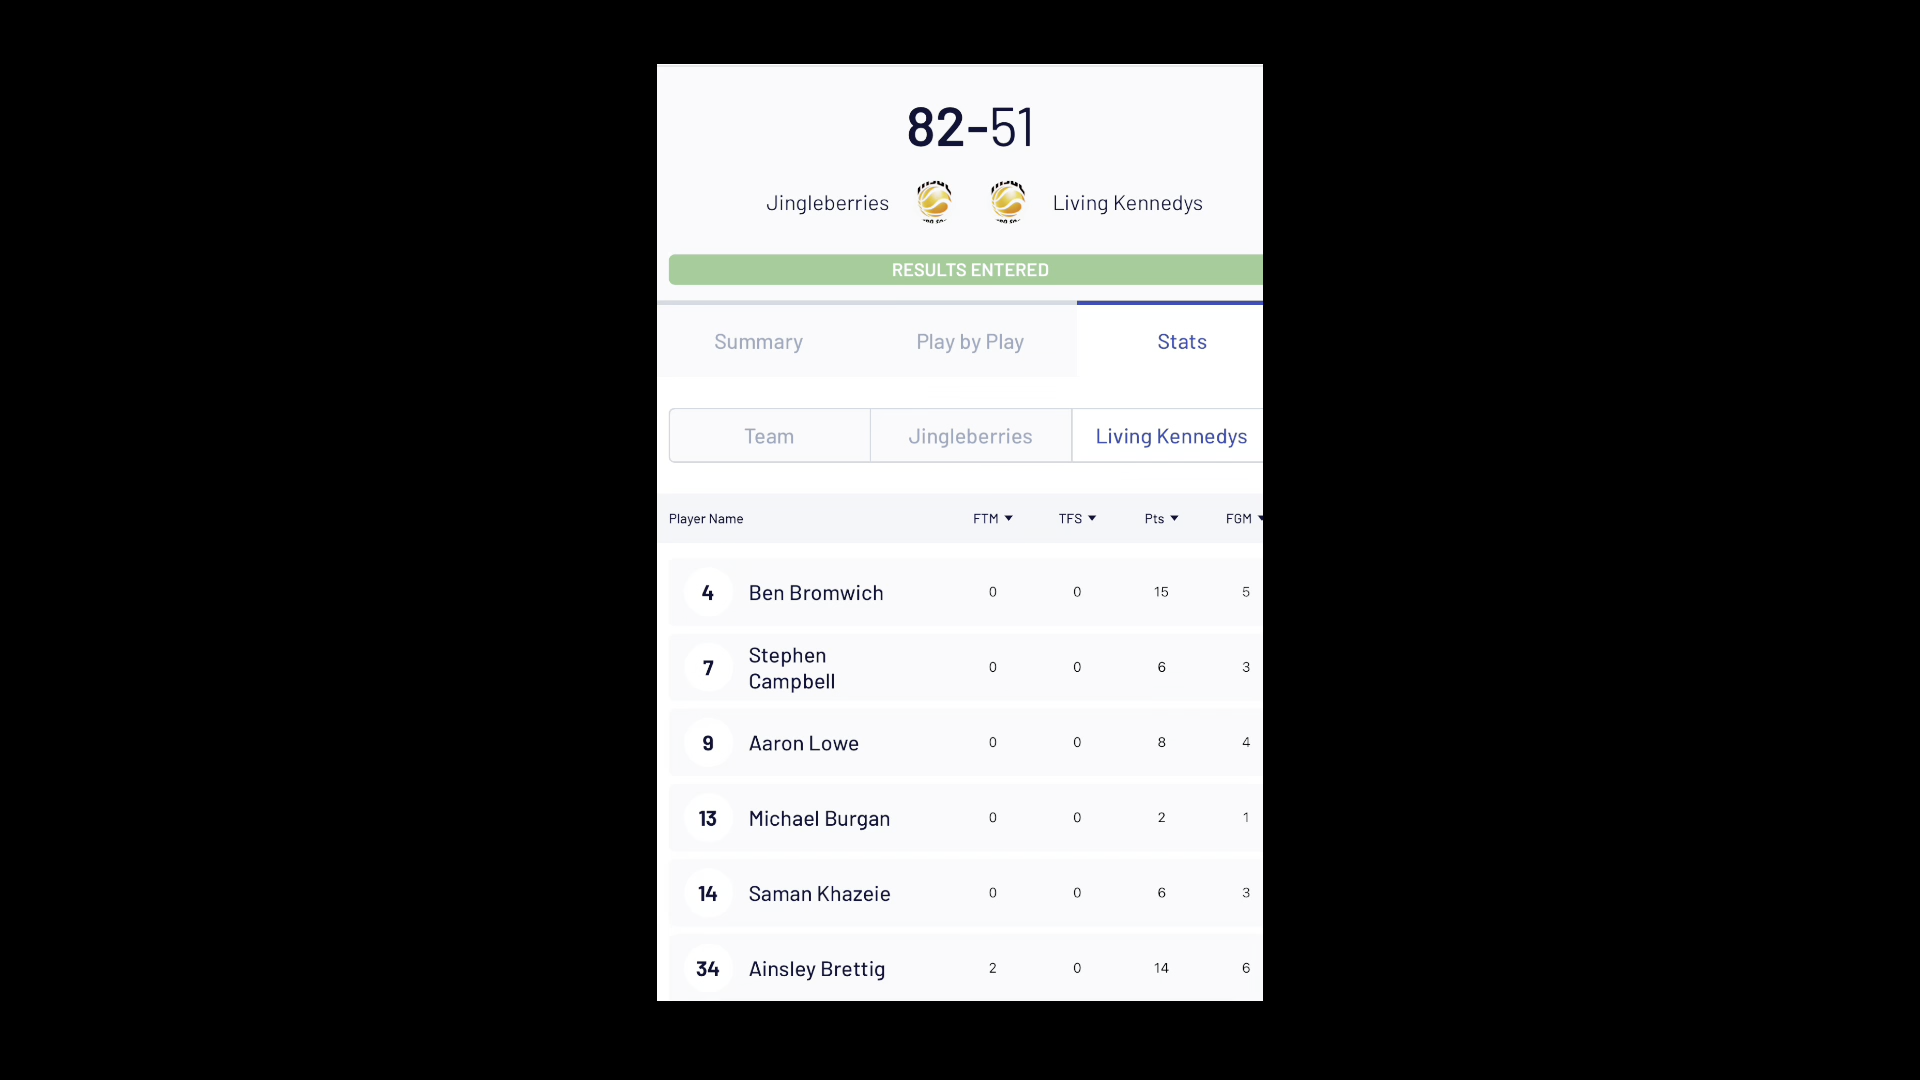 82-51
Jingleberries Living Kennedys
RESULTS ENTERED
Summary Play by Play Stats
Team Jingleberries Living Kennedys
Player Name FTM TFS Pts FGM
4 Ben Bromwich 0 0 15 5
7 Stephen Campbell 0 0 6 3
9 Aaron Lowe 0 0 8 4
13 Michael Burgan 0 0 2 1
14 Saman Khazeie 0 0 6 3
34 Ainsley Brettig 2 0 14 6